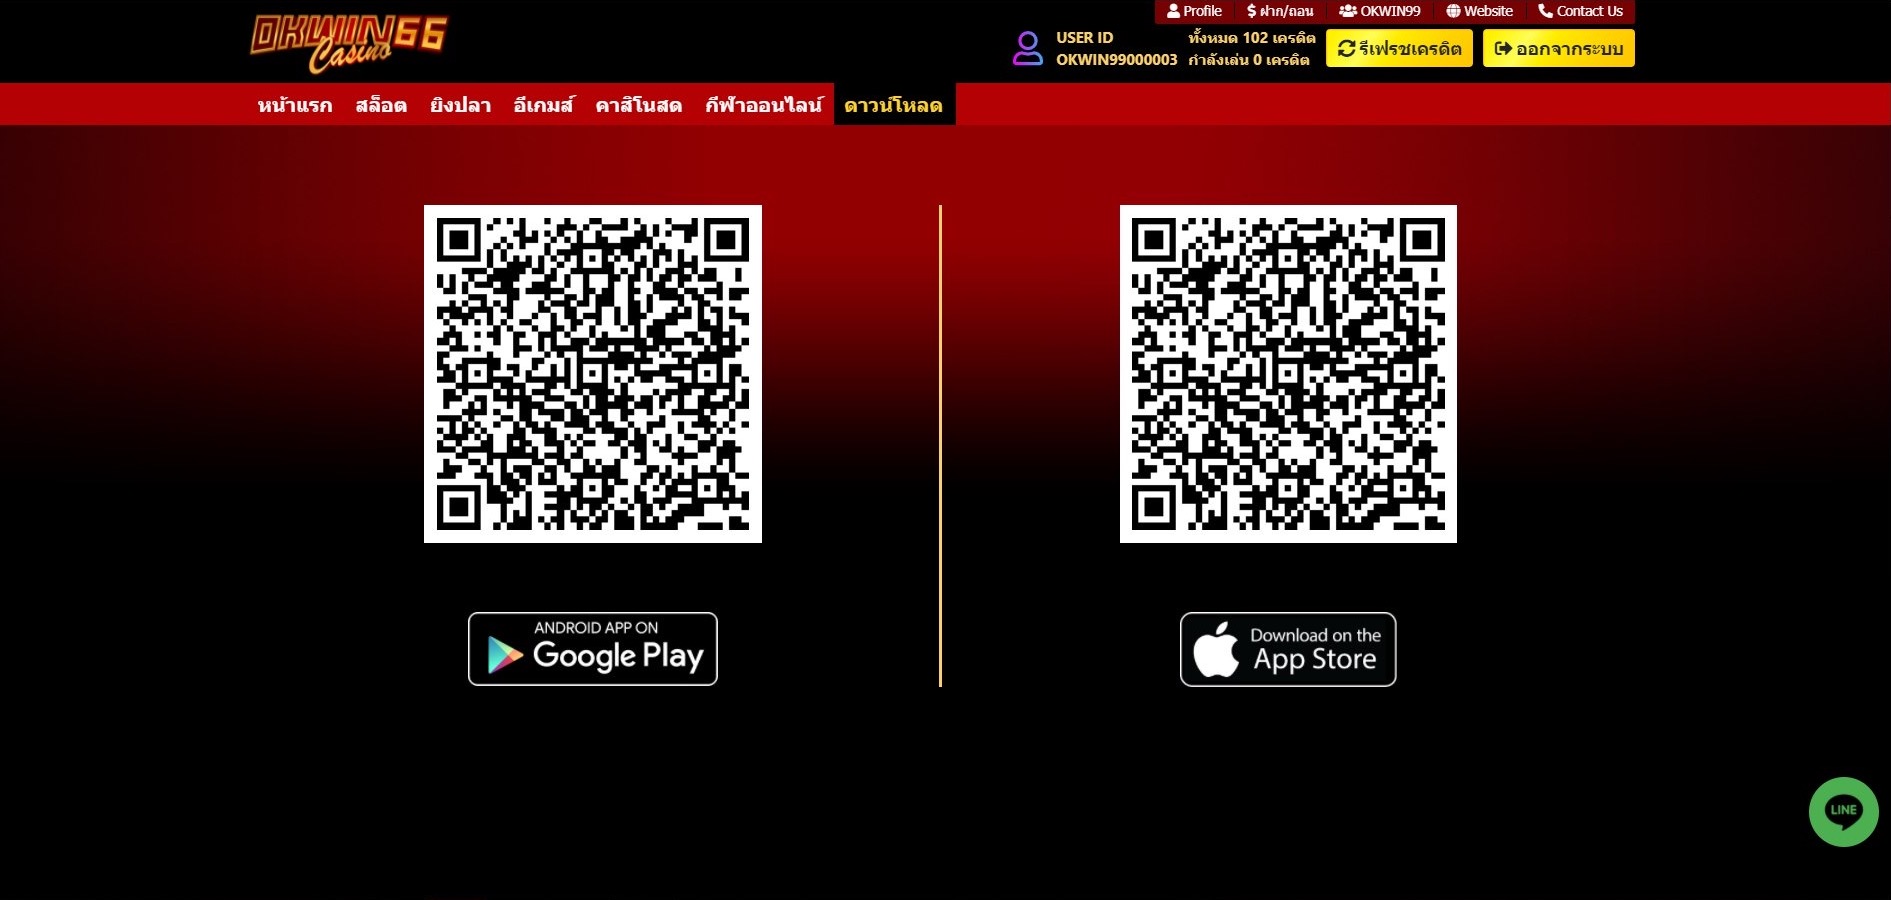 OKWIN66
Casino
Profile
ฝาก/ถอน
OKWIN99
Website
Contact Us
USER ID
OKWIN99000003
ทั้งหมด 102 เครดิต
กำลังเล่น 0 เครดิต
รีเฟรชเครดิต
ออกจากระบบ
หน้าแรก
สล็อต
ยิงปลา
อีเกมส์
คาสิโนสด
กีฬาออนไลน์
ดาวน์โหลด
ANDROID APP ON
Google Play
Download on the
App Store
LINE